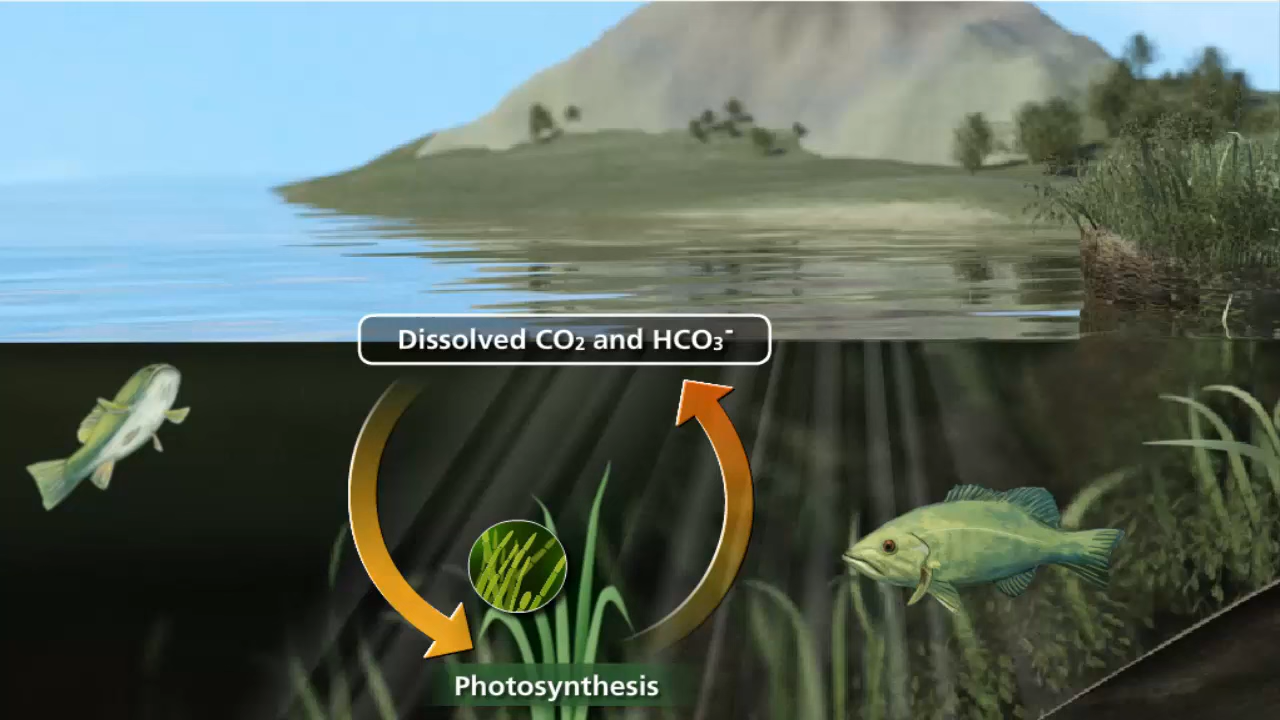 Dissolved CO₂ and HCO₃⁻
Photosynthesis